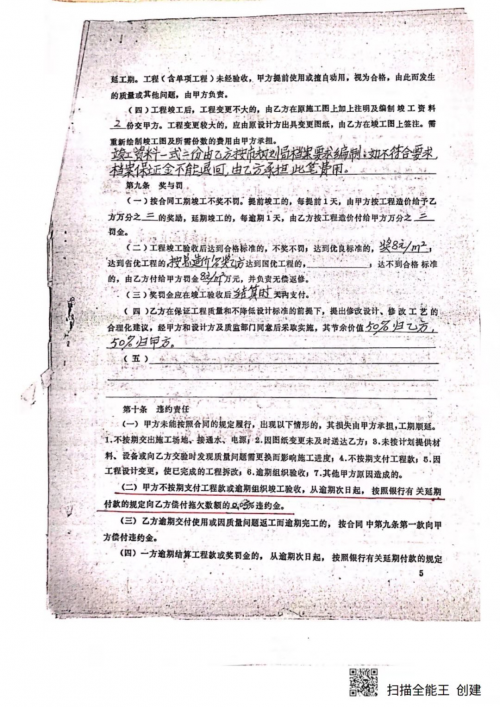 延工期。工程（含单项工程）未经验收，甲方提前使用或擅自动用，视为合格，由此而发生
的质量或其他问题，由甲方负责。
（四）工程竣工后，工程变更不大的，由乙方在原施工图上加上注明及编制竣工资料
2 份交甲方。工程变更较大的，应由原设计方出具变更图纸，由乙方在竣工图上签注。需
重新绘制竣工图及所需份数的费用由甲方承担。
竣工资料一式二份由乙方按 档案要求编制，如不符合要求，
档案保证金不能退回，由乙方承担此笔费用。
第九条 奖与罚
（一）按合同工期竣工不奖不罚。提前竣工的，每提前1天，由甲方按工程造价给予乙
方万分之二的奖励，延期竣工的，每逾期1天，由乙方按工程造价付给甲方万分之二
罚金。
（二）工程竣工验收后达到合格标准的，不奖不罚；达到优良标准的，奖8元/m²，
达到省优工程的 按总造价 奖乙方 达到国优工程的 ，达不到合格标准
的，由乙方付给甲方罚金8元/m²万元，并负责无偿返修。
（三）奖罚金应在竣工验收后 结算时 天内支付。
（四）乙方在保证工程质量和不降低设计标准的前提下，提出修改设计、修改工艺的
合理化建议，经甲方和设计方及质监部门同意后采取实施，其节余价值 50%归乙方，
50%归甲方。
（五）
第十条 违约责任
（一）甲方未能按照合同的规定履行，出现以下情形的，其损失由甲方承担，工期顺延。
1.不按期交出施工场地、接通水、电源；2.因图纸变更未及时送达乙方；3.未按计划提供材
料、设备或向乙方交验时发现质量问题需更换而影响施工进度；4.不按期支付工程款；5.因
工程设计变更，使已完成的工程拆改；6.逾期组织验收；7.其他甲方原因造成的。
（二）甲方不按期支付工程款或逾期组织竣工验收，从逾期次日起，按照银行有关延期
付款的规定向乙方偿付拖欠数额的 违约金。
（三）乙方逾期交付使用或因质量问题返工而逾期完工的，按合同中第九条第一款向甲
方偿付违约金。
（四）一方逾期结算工程款或奖罚金的，从逾期次日起，按照银行有关延期付款的规定
5
扫描全能王 创建